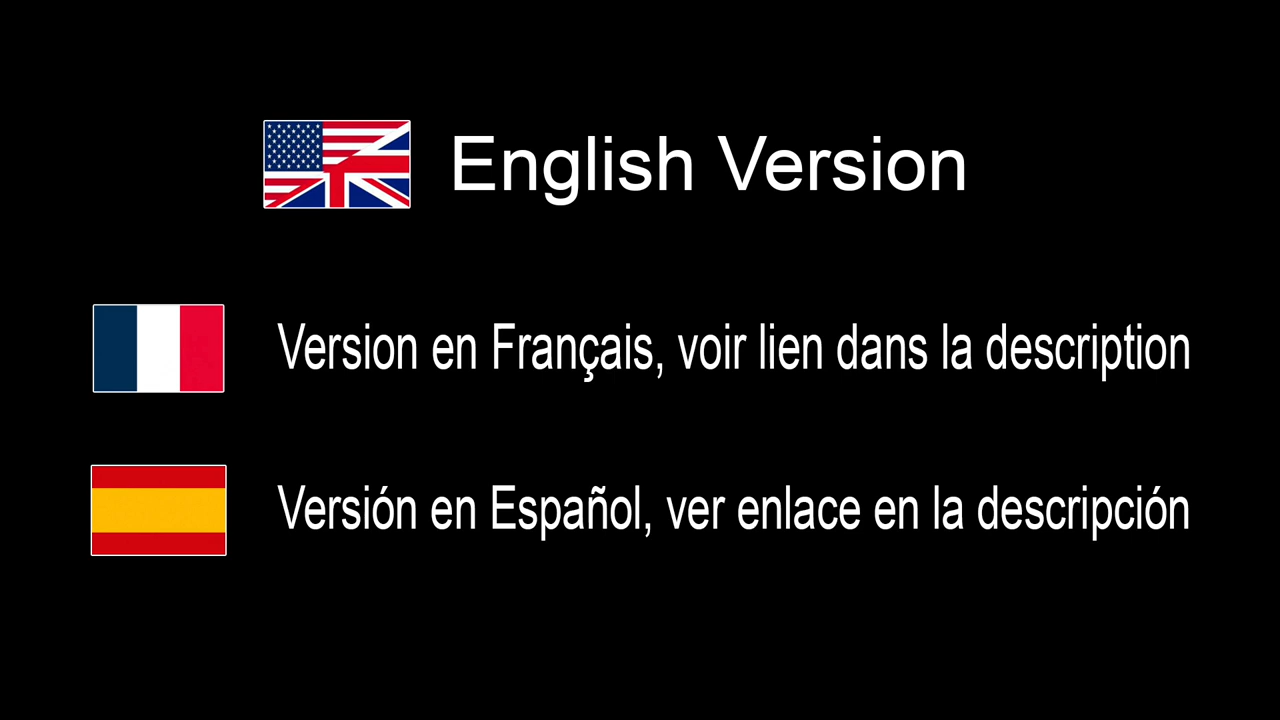 English Version
Version en Français, voir lien dans la description
Versión en Español, ver enlace en la descripción